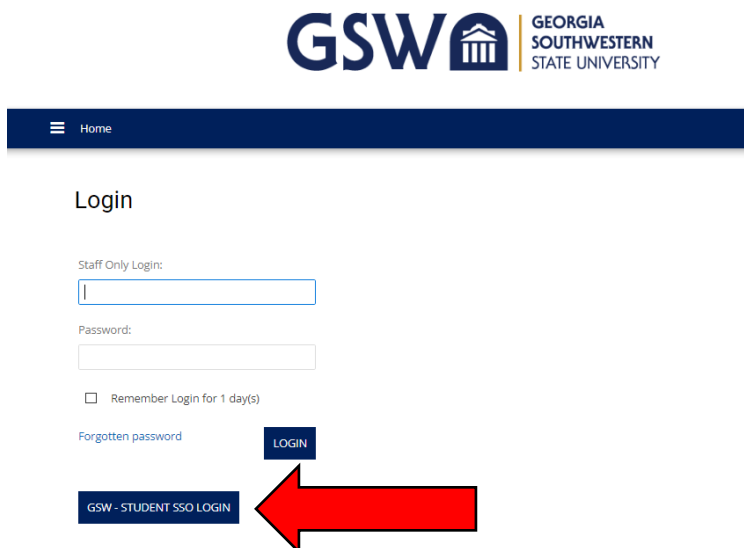 GSW
GEORGIA
SOUTHWESTERN
STATE UNIVERSITY
Home
Login
Staff Only Login:
Password:
Remember Login for 1 day(s)
Forgotten password
LOGIN
GSW - STUDENT SSO LOGIN